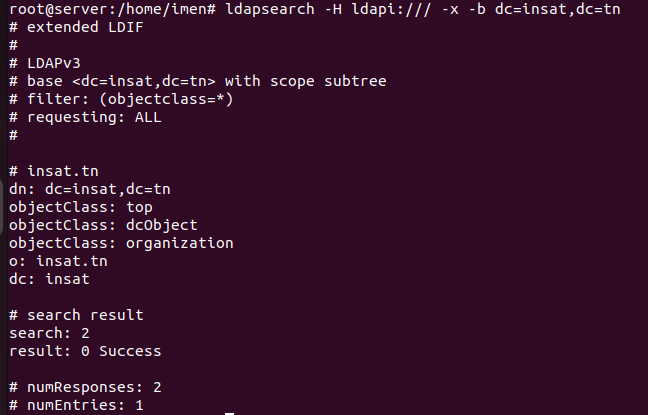 root@server:/home/imen# ldapsearch -H ldapi:/// -x -b dc=insat,dc=tn
# extended LDIF
#
# LDAPv3
# base <dc=insat,dc=tn> with scope subtree
# filter: (objectclass=*)
# requesting: ALL
#
# insat.tn
dn: dc=insat,dc=tn
objectClass: top
objectClass: dcObject
objectClass: organization
o: insat.tn
dc: insat
# search result
search: 2
result: 0 Success
# numResponses: 2
# numEntries: 1